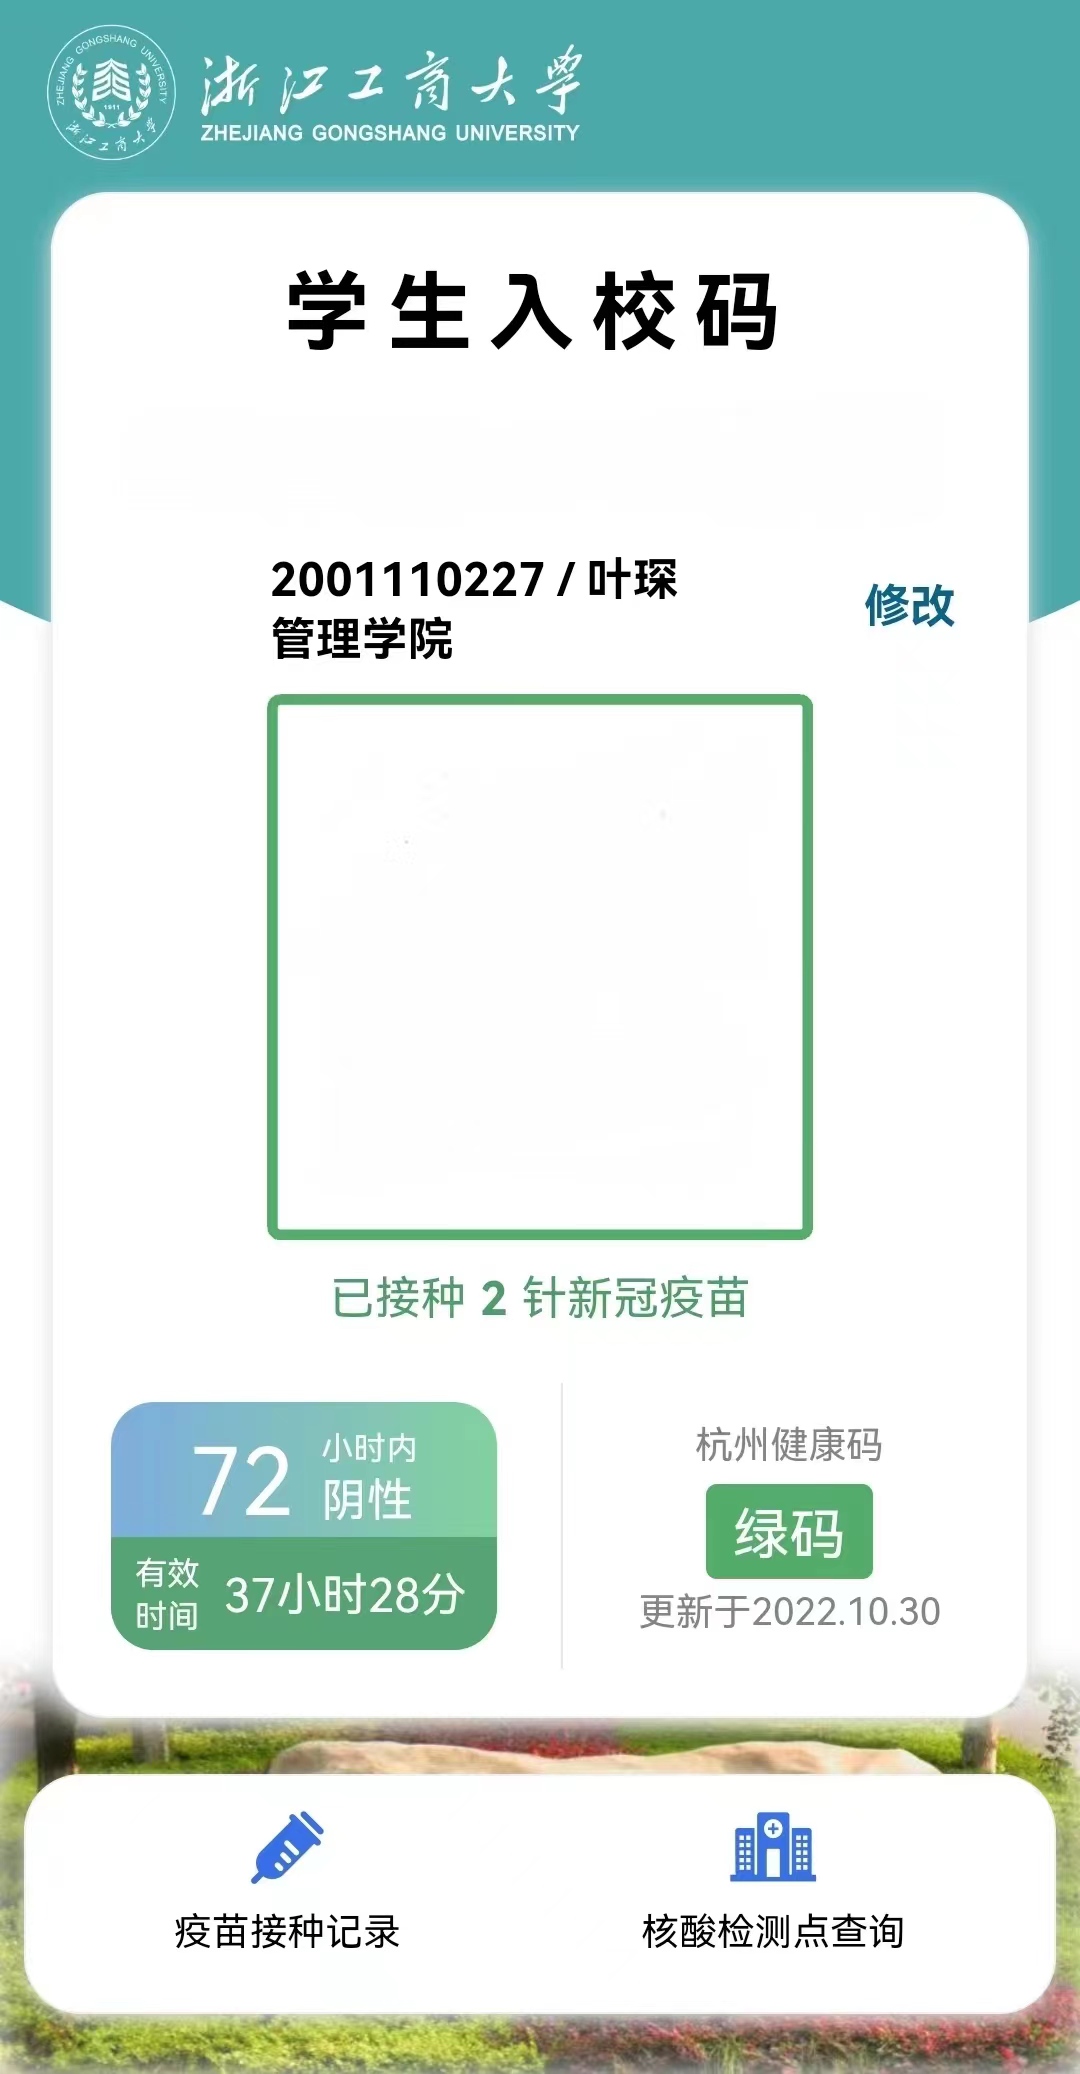 ZHEJIANG GONGSHANG UNIVERSITY
1911
浙江工商大学
浙江工商大学
ZHEJIANG GONGSHANG UNIVERSITY
学生入校码
2001110227 / 叶琛
管理学院
修改
已接种 2 针新冠疫苗
72 小时内
阴性
有效时间 37小时28分
杭州健康码
绿码
更新于2022.10.30
疫苗接种记录
核酸检测点查询